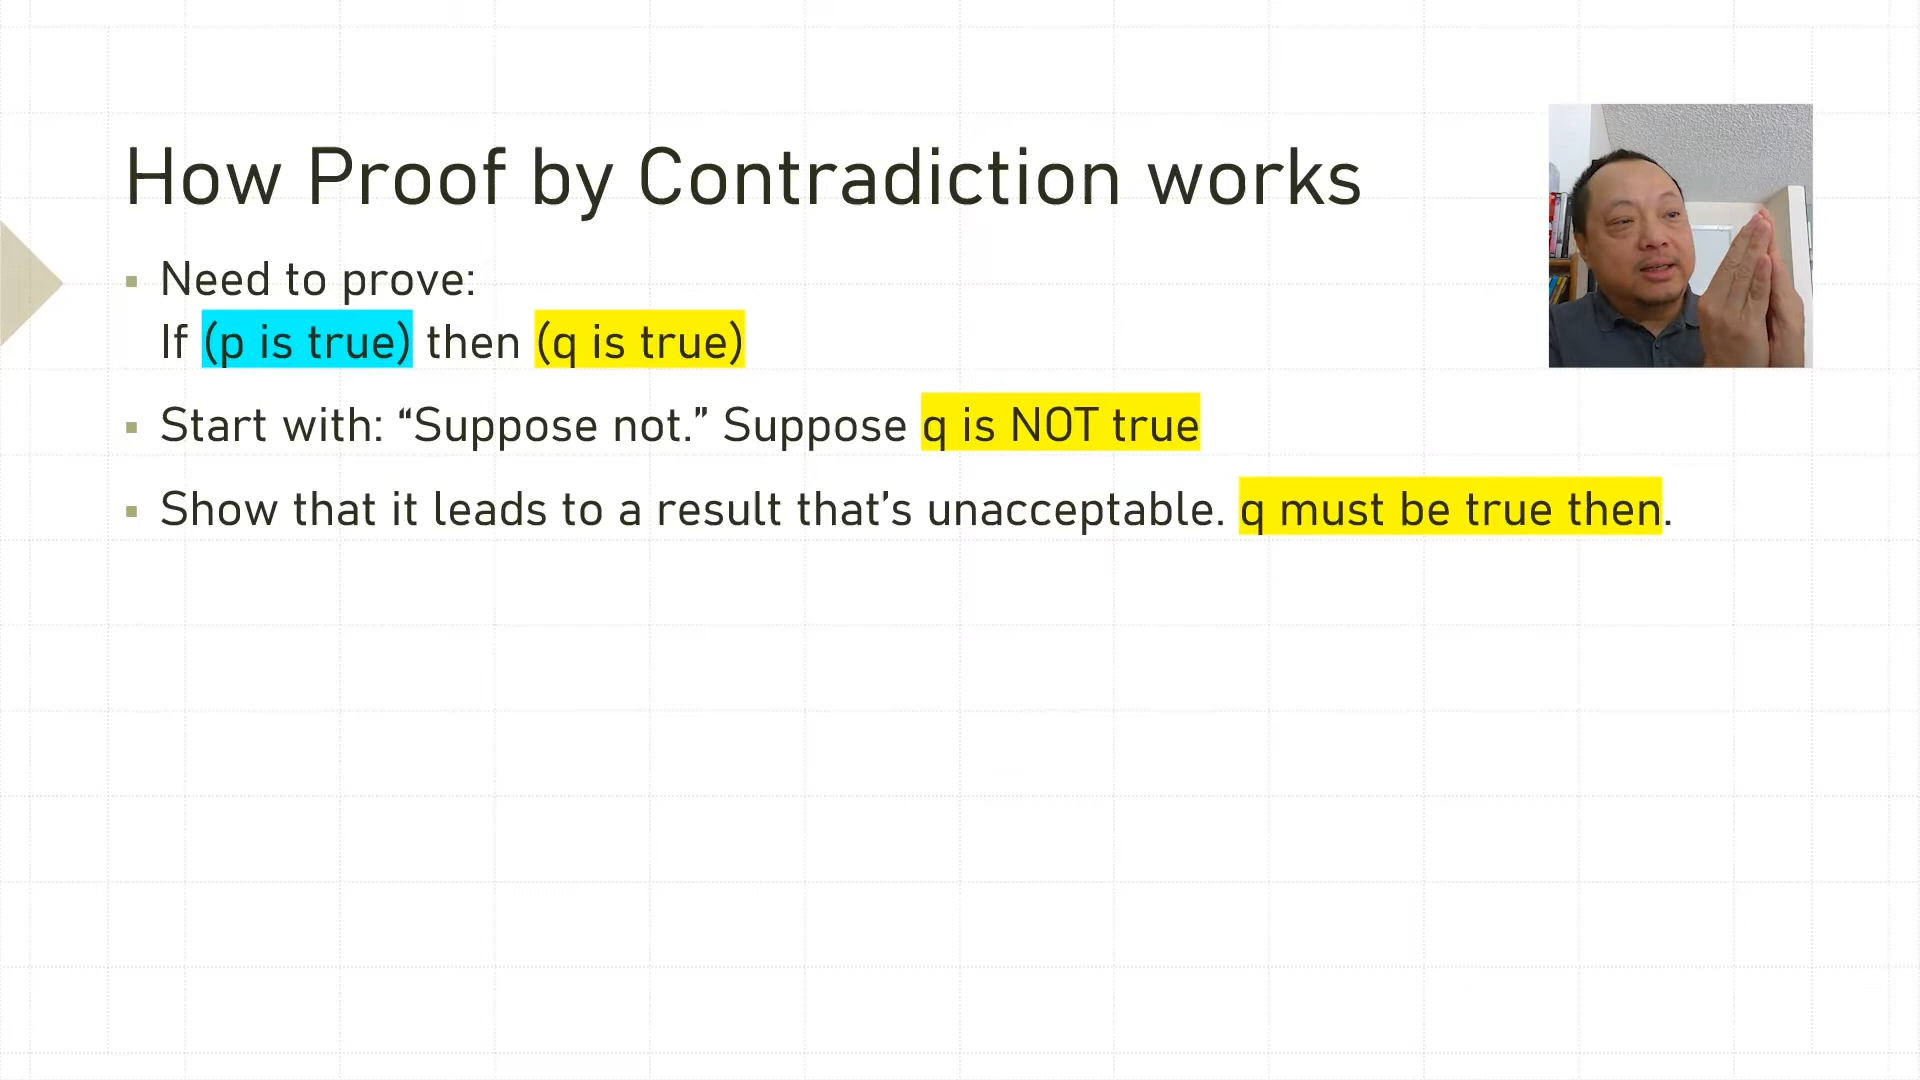 How Proof by Contradiction works
▪ Need to prove:
If (p is true) then (q is true)
▪ Start with: “Suppose not.” Suppose q is NOT true
▪ Show that it leads to a result that’s unacceptable. q must be true then.